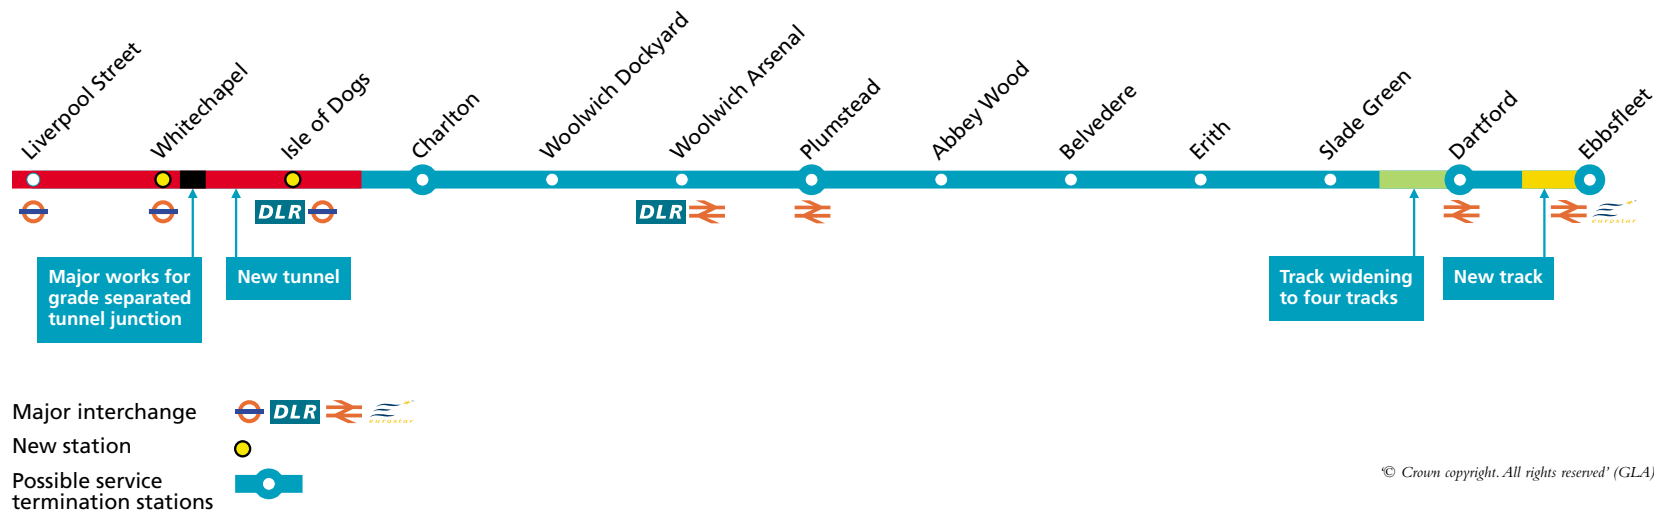 Liverpool Street
Whitechapel
Isle of Dogs
Charlton
Woolwich Dockyard
Woolwich Arsenal
Plumstead
Abbey Wood
Belvedere
Erith
Slade Green
Dartford
Ebbsfleet
DLR
DLR
eurostar
Major works for
grade separated
tunnel junction
New tunnel
Track widening
to four tracks
New track
Major interchange
DLR
eurostar
New station
Possible service
termination stations
‘© Crown copyright. All rights reserved’ (GLA)